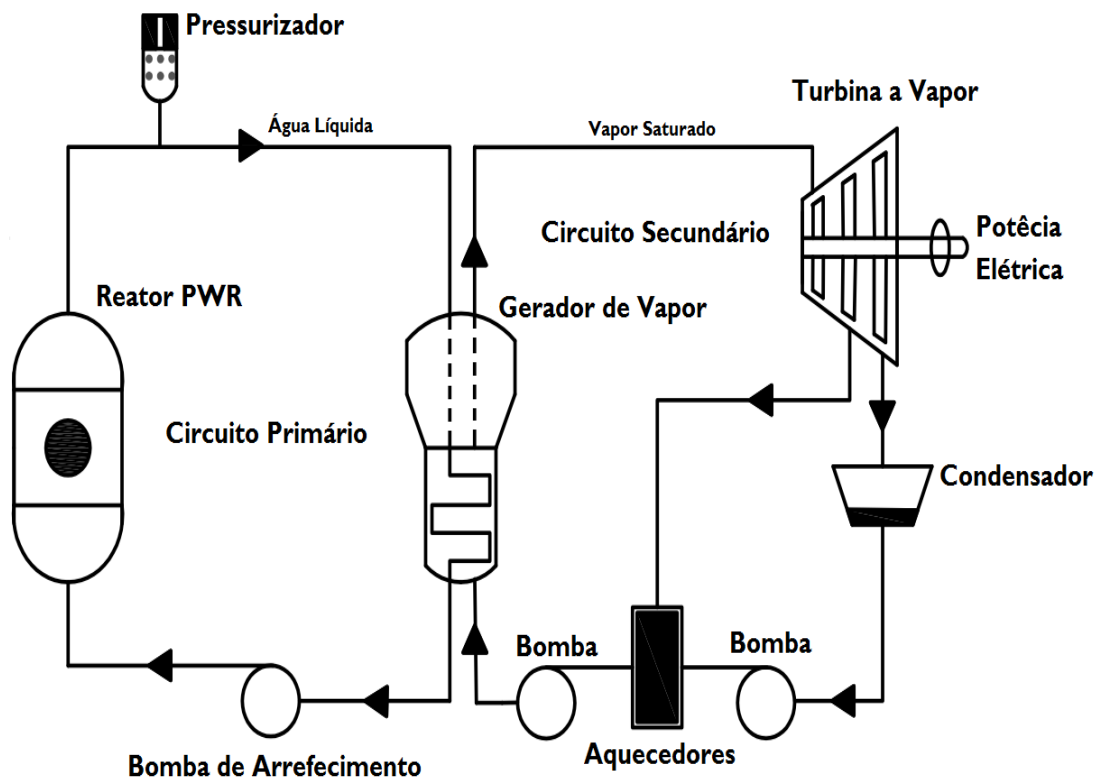 Pressurizador
Turbina a Vapor
Água Líquida
Vapor Saturado
Circuito Secundário
Potêcia
Elétrica
Reator PWR
Gerador de Vapor
Circuito Primário
Condensador
Bomba
Bomba
Aquecedores
Bomba de Arrefecimento